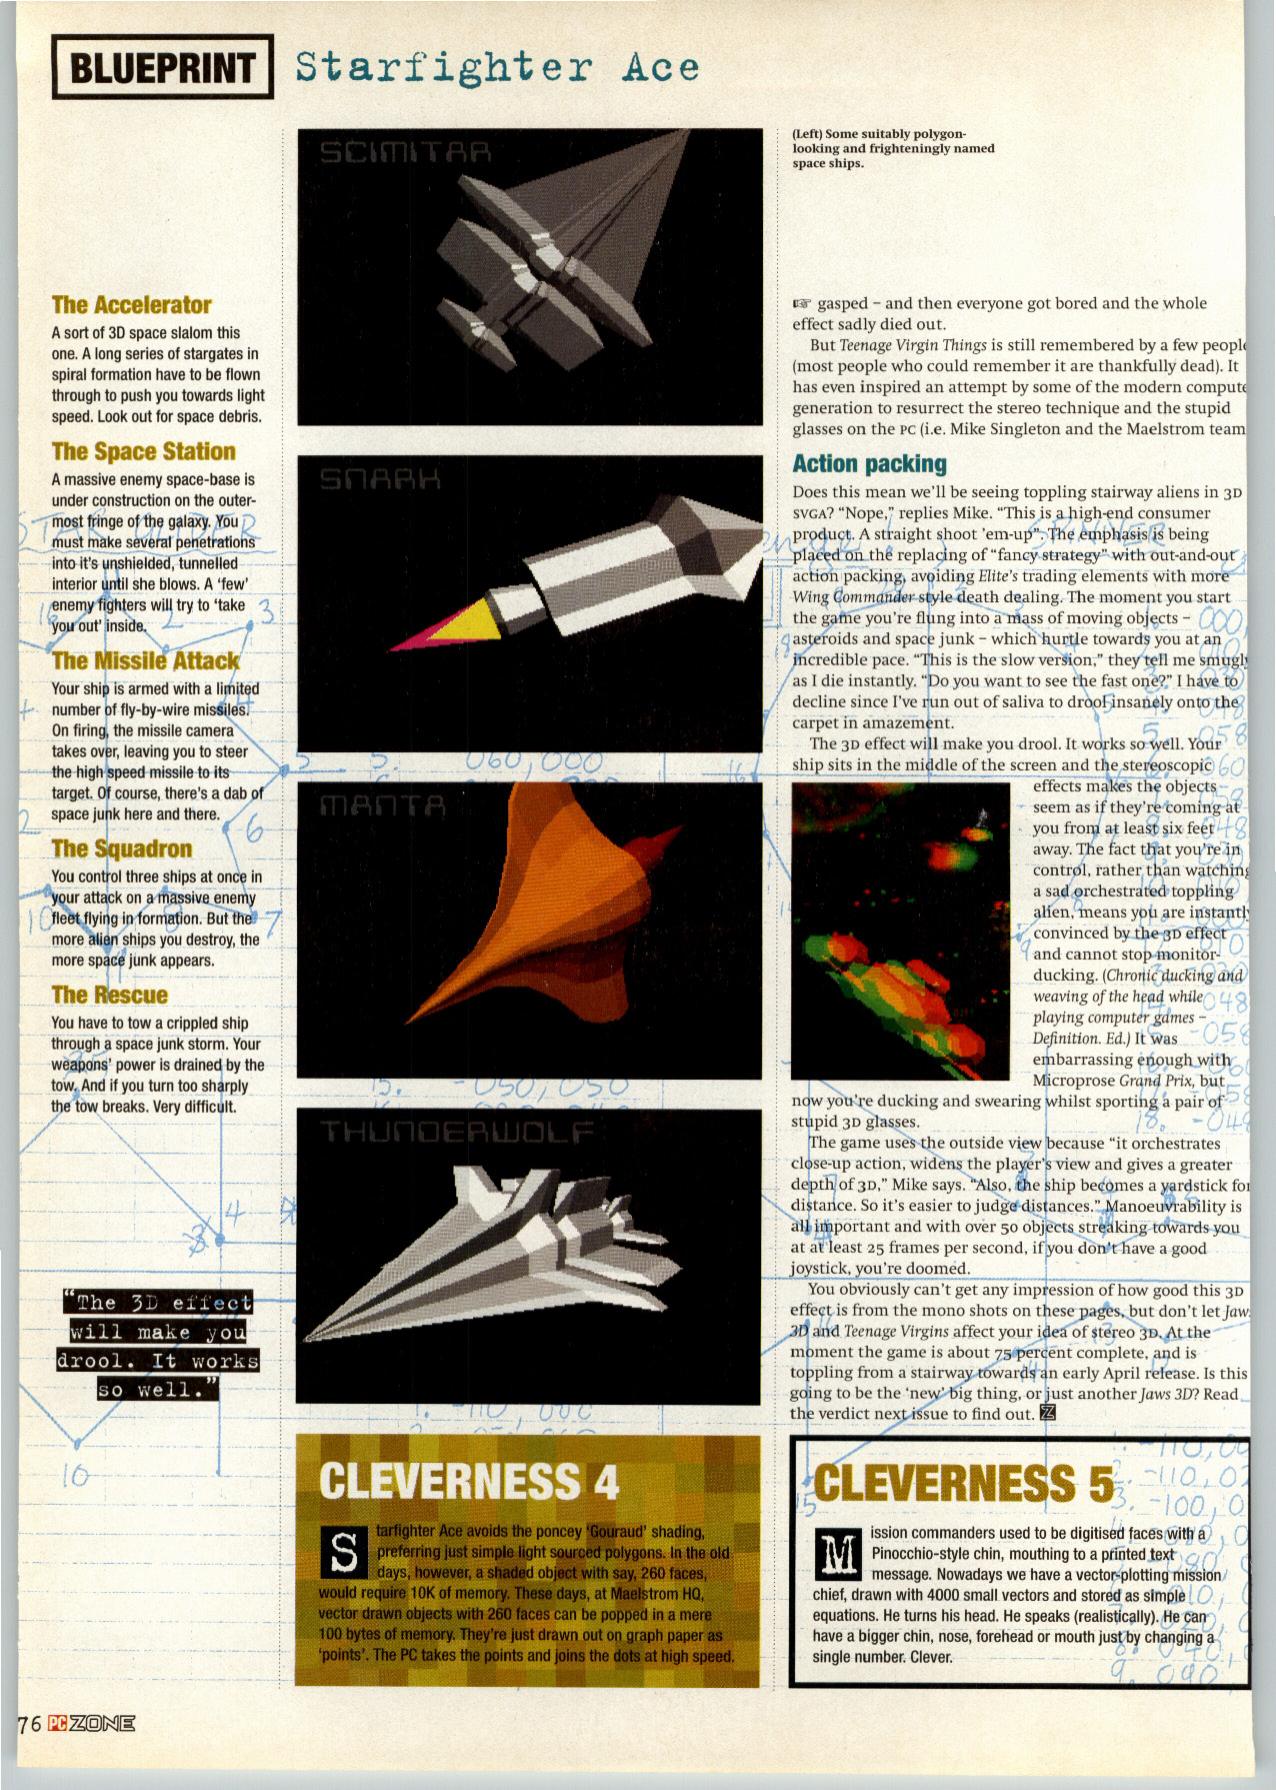 BLUEPRINT Starfighter Ace
The Accelerator
A sort of 3D space slalom this
one. A long series of stargates in
spiral formation have to be flown
through to push you towards light
speed. Look out for space debris.
The Space Station
A massive enemy space-base is
under construction on the outer-
most fringe of the galaxy. You
must make several penetrations
into it's unshielded, tunnelled
interior until she blows. A 'few'
enemy fighters will try to 'take
you out' inside.
The Missile Attack
Your ship is armed with a limited
number of fly-by-wire missiles.
On firing, the missile camera
takes over, leaving you to steer
the high speed missile to its
target. Of course, there's a dab of
space junk here and there.
The Squadron
You control three ships at once in
your attack on a massive enemy
fleet flying in formation. But the
more alien ships you destroy, the
more space junk appears.
The Rescue
You have to tow a crippled ship
through a space junk storm. Your
weapons' power is drained by the
tow. And if you turn too sharply
the tow breaks. Very difficult.
"The 3D effect
will make you
drool. It works
so well."
SCIMITAR
SNARK
MANTA
THUNDERWOLF
(Left) Some suitably polygon-
looking and frighteningly named
space ships.
☞ gasped – and then everyone got bored and the whole
effect sadly died out.
But Teenage Virgin Things is still remembered by a few people
(most people who could remember it are thankfully dead). It
has even inspired an attempt by some of the modern compute
generation to resurrect the stereo technique and the stupid
glasses on the PC (i.e. Mike Singleton and the Maelstrom team
Action packing
Does this mean we'll be seeing toppling stairway aliens in 3D
SVGA? "Nope," replies Mike. "This is a high-end consumer
product. A straight shoot 'em-up". The emphasis is being
placed on the replacing of "fancy strategy" with out-and-out
action packing, avoiding Elite's trading elements with more
Wing Commander style death dealing. The moment you start
the game you're flung into a mass of moving objects –
asteroids and space junk – which hurtle towards you at an
incredible pace. "This is the slow version," they tell me smugly
as I die instantly. "Do you want to see the fast one?" I have to
decline since I've run out of saliva to drool insanely onto the
carpet in amazement.
The 3D effect will make you drool. It works so well. Your
ship sits in the middle of the screen and the stereoscopic
effects makes the objects
seem as if they're coming at
you from at least six feet
away. The fact that you're in
control, rather than watching
a sad orchestrated toppling
alien, means you are instantly
convinced by the 3D effect
and cannot stop monitor-
ducking. (Chronic ducking and
weaving of the head while
playing computer games –
Definition. Ed.) It was
embarrassing enough with
Microprose Grand Prix, but
now you're ducking and swearing whilst sporting a pair of
stupid 3D glasses.
The game uses the outside view because "it orchestrates
close-up action, widens the player's view and gives a greater
depth of 3D," Mike says. "Also, the ship becomes a yardstick for
distance. So it's easier to judge distances." Manoeuvrability is
all important and with over 50 objects streaking towards you
at at least 25 frames per second, if you don't have a good
joystick, you're doomed.
You obviously can't get any impression of how good this 3D
effect is from the mono shots on these pages, but don't let Jaws
3D and Teenage Virgins affect your idea of stereo 3D. At the
moment the game is about 75 percent complete, and is
toppling from a stairway towards an early April release. Is this
going to be the 'new' big thing, or just another Jaws 3D? Read
the verdict next issue to find out. Z
CLEVERNESS 4
Starfighter Ace avoids the poncey 'Gouraud' shading,
preferring just simple light sourced polygons. In the old
days, however, a shaded object with say, 260 faces,
would require 10K of memory. These days, at Maelstrom HQ,
vector drawn objects with 260 faces can be popped in a mere
100 bytes of memory. They're just drawn out on graph paper as
'points'. The PC takes the points and joins the dots at high speed.
CLEVERNESS 5
Mission commanders used to be digitised faces with a
Pinocchio-style chin, mouthing to a printed text
message. Nowadays we have a vector-plotting mission
chief, drawn with 4000 small vectors and stored as simple
equations. He turns his head. He speaks (realistically). He can
have a bigger chin, nose, forehead or mouth just by changing a
single number. Clever.
76 PC ZONE